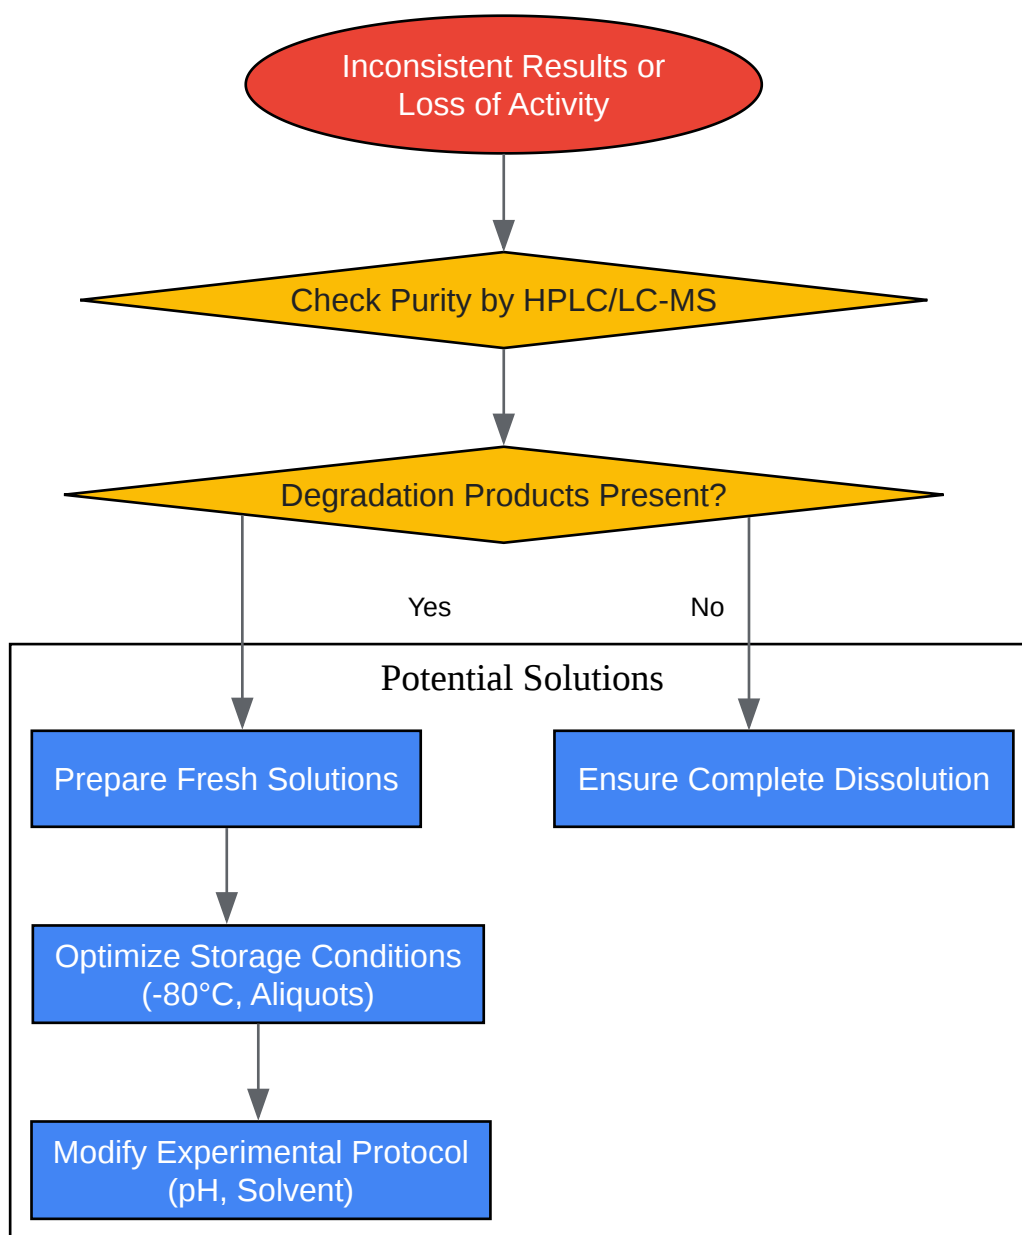 Inconsistent Results or
Loss of Activity
Check Purity by HPLC/LC-MS
Degradation Products Present?
Yes
No
Potential Solutions
Prepare Fresh Solutions
Ensure Complete Dissolution
Optimize Storage Conditions
(-80°C, Aliquots)
Modify Experimental Protocol
(pH, Solvent)